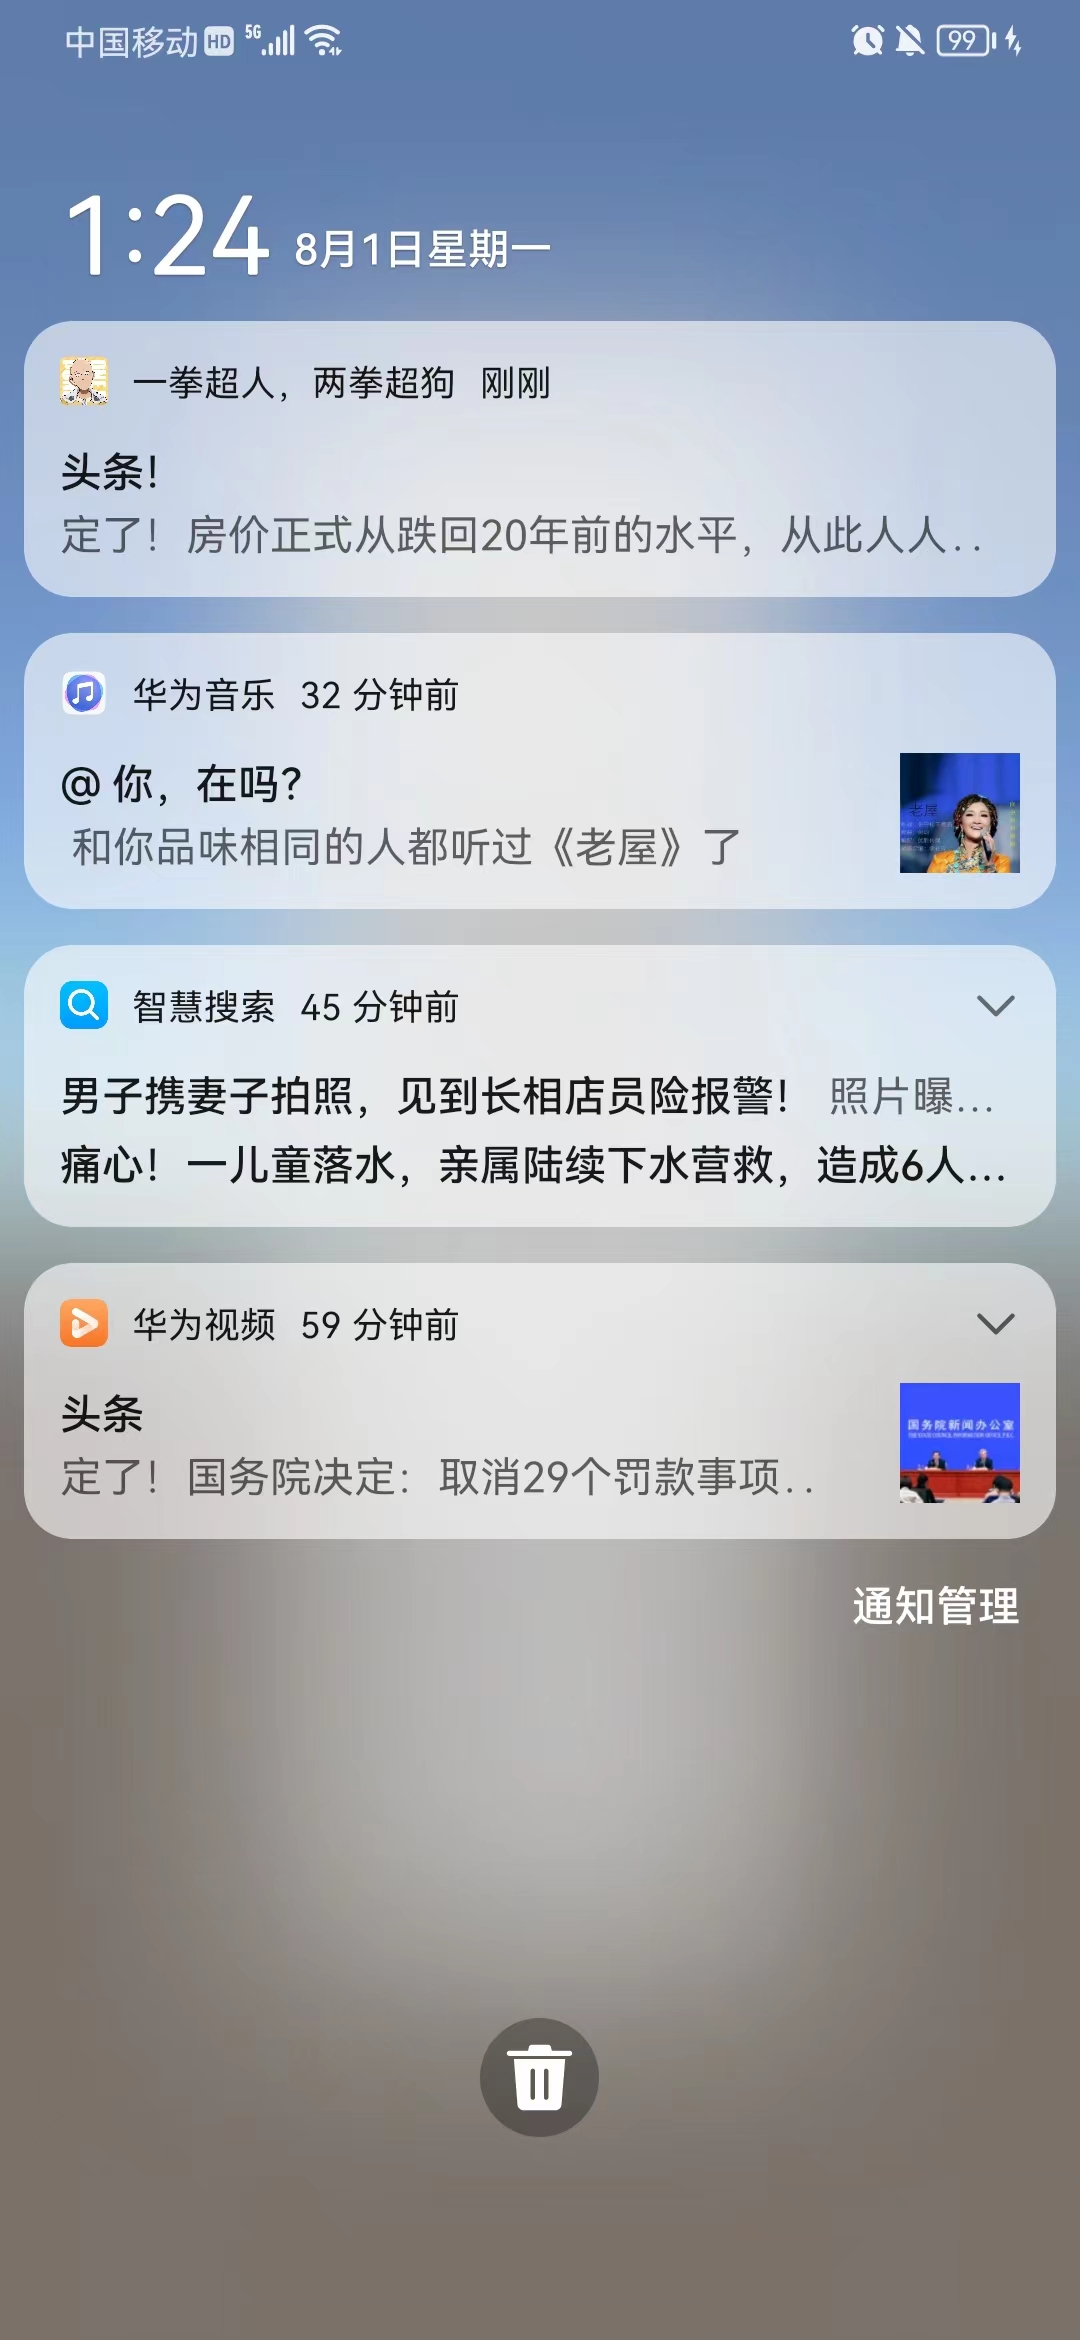 中国移动 HD 5G 99
1:24 8月1日星期一
一拳超人，两拳超狗 刚刚
头条！
定了！房价正式从跌回20年前的水平，从此人人..
华为音乐 32 分钟前
@ 你，在吗？
和你品味相同的人都听过《老屋》了
老屋
智慧搜索 45 分钟前
男子携妻子拍照，见到长相店员险报警！ 照片曝...
痛心！一儿童落水，亲属陆续下水营救，造成6人...
华为视频 59 分钟前
头条
定了！国务院决定：取消29个罚款事项..
国务院新闻办公室
通知管理